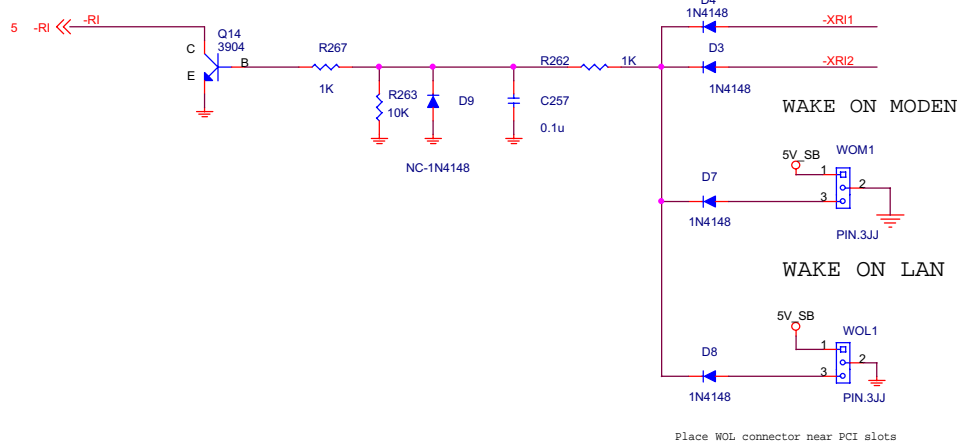 D4
1N4148
-XRI1
5 -RI
-RI
Q14
3904
C
B
E
R267
1K
R262
1K
D3
-XRI2
1N4148
R263
10K
D9
C257
0.1u
NC-1N4148
WAKE ON MODEN
5V_SB
WOM1
1
2
3
D7
1N4148
PIN.3JJ
WAKE ON LAN
5V_SB
WOL1
1
2
3
D8
1N4148
PIN.3JJ
Place WOL connector near PCI slots